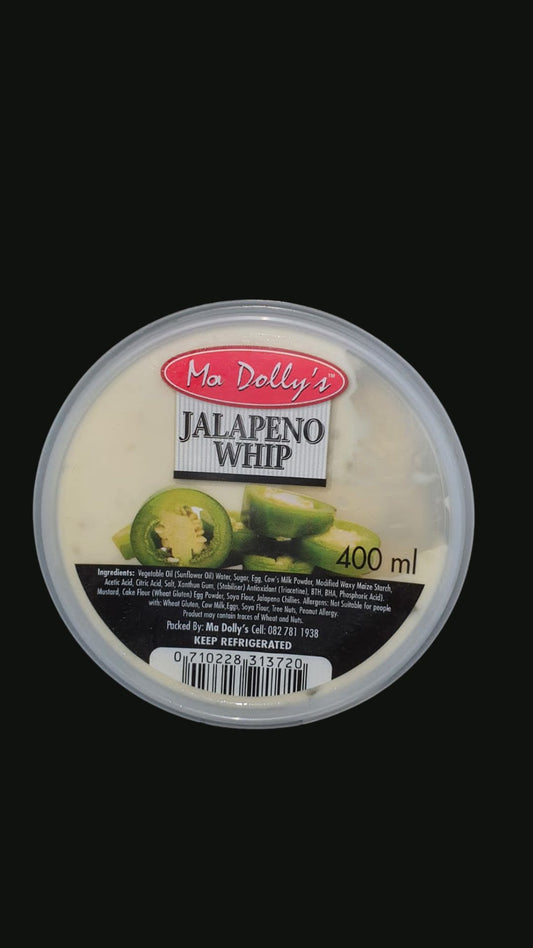 Ma Dolly's™
JALAPENO
WHIP
400 ml
Ingredients: Vegetable Oil (Sunflower Oil) Water, Sugar, Egg, Cow's Milk Powder, Modified Waxy Maize Starch,
Acetic Acid, Citric Acid, Salt, Xanthum Gum, (Stabiliser) Antioxidant (Triacetine), BTH, BHA, Phosphoric Acid).
Mustard, Cake Flour (Wheat Gluten) Egg Powder, Soya Flour, Jalapeno Chillies. Allergens: Not Suitable for people
with: Wheat Gluten, Cow Milk,Eggs, Soya Flour, Tree Nuts, Peanut Allergy.
Product may contain traces of Wheat and Nuts.
Packed By: Ma Dolly's Cell: 082 781 1938
KEEP REFRIGERATED
0 710228 313720